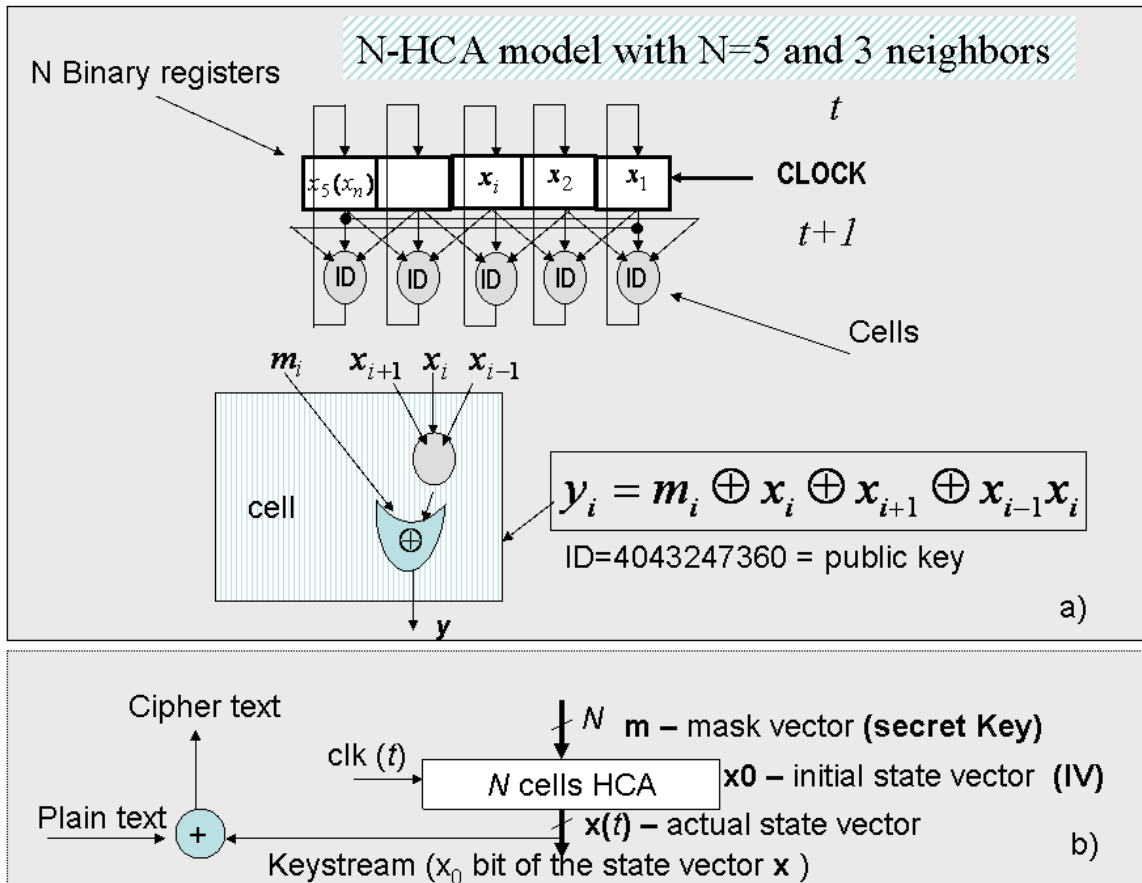 N-HCA model with N=5 and 3 neighbors
N Binary registers
t
x₅(xₙ) xᵢ x₂ x₁
CLOCK
t+1
ID ID ID ID ID
Cells
mᵢ xᵢ₊₁ xᵢ xᵢ₋₁
cell
⊕
yᵢ = mᵢ ⊕ xᵢ ⊕ xᵢ₊₁ ⊕ xᵢ₋₁xᵢ
ID=4043247360 = public key
y
a)
Cipher text
N m – mask vector (secret Key)
clk (t)
N cells HCA
x0 – initial state vector (IV)
Plain text
+
x(t) – actual state vector
Keystream (x₀ bit of the state vector x )
b)